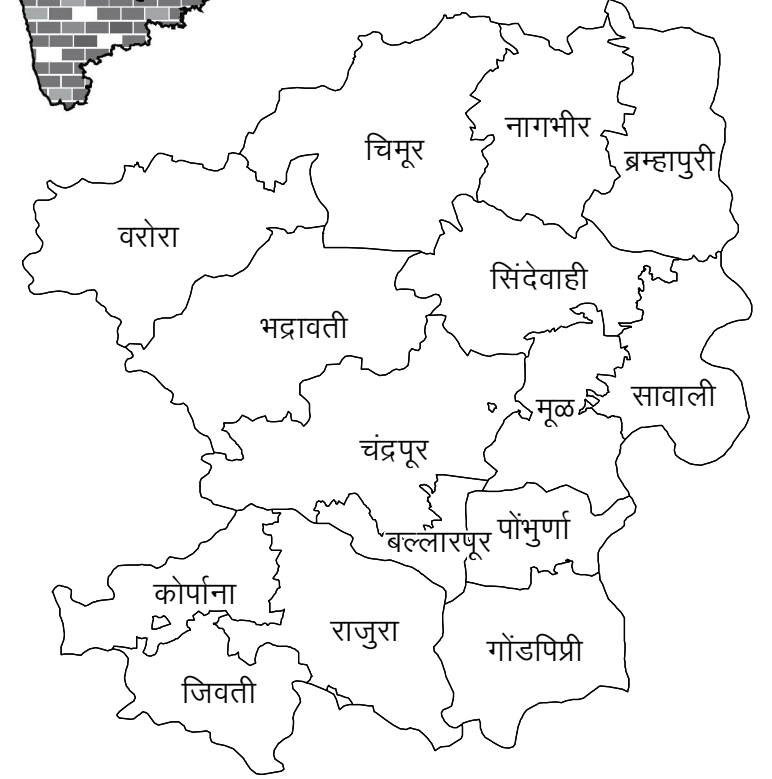 नागभीर
चिमूर
ब्रम्हापुरी
वरोरा
सिंदेवाही
भद्रावती
सावाली
मूळ
चंद्रपूर
पोंभुर्णा
बल्लारपूर
कोर्पाना
राजुरा
गोंडपिप्री
जिवती